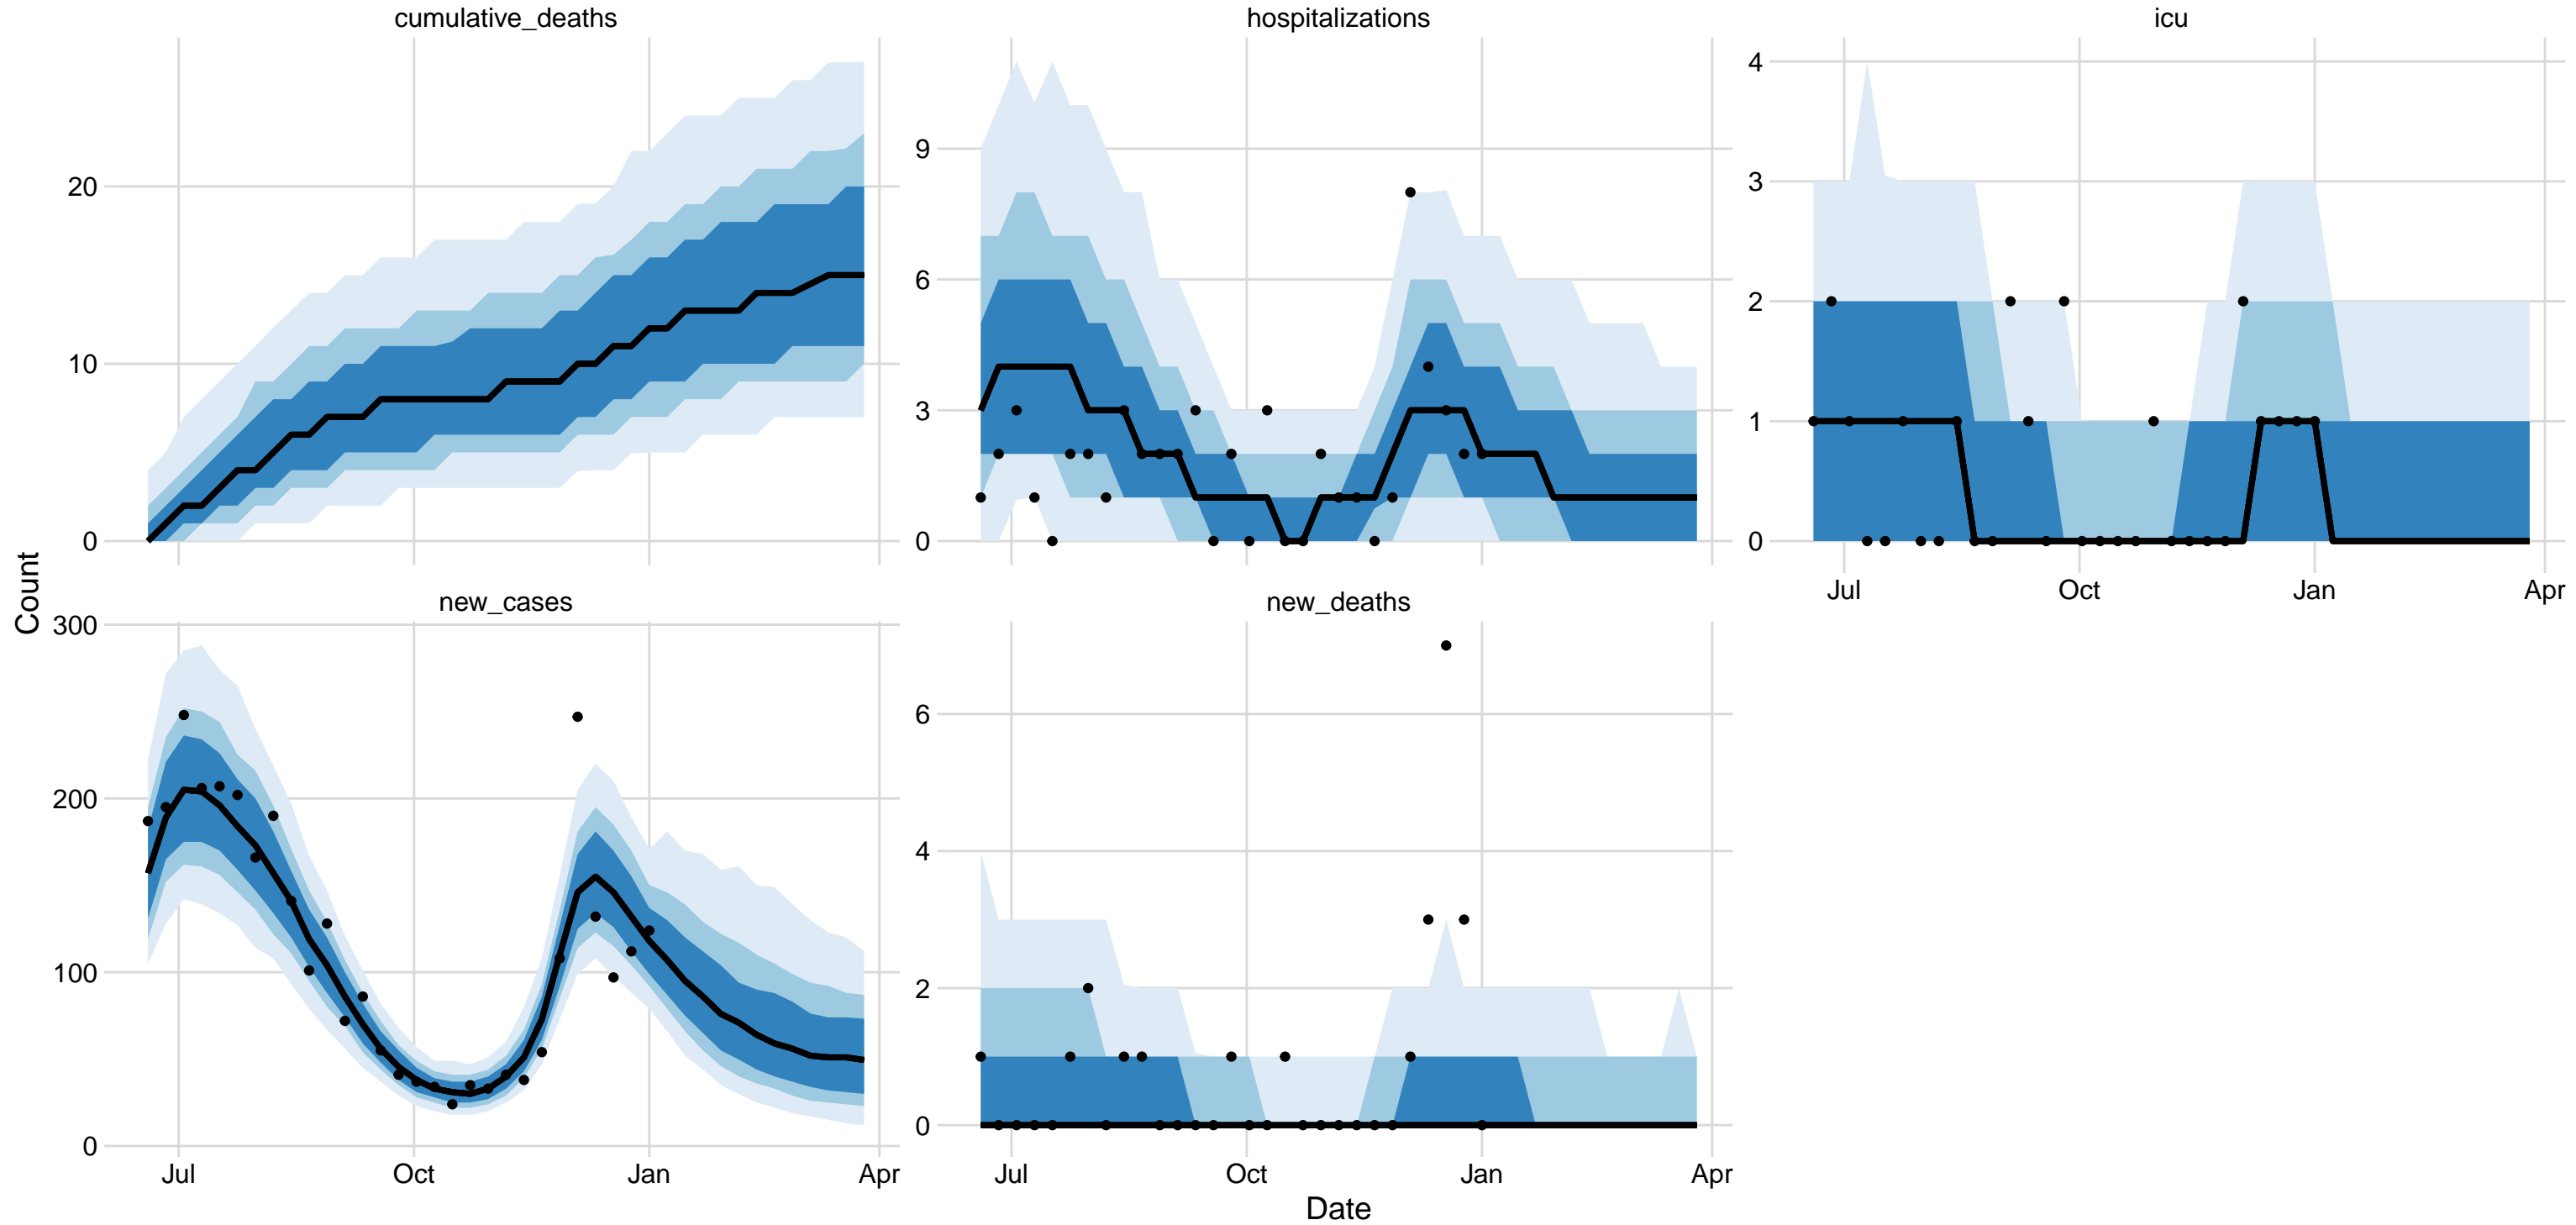 cumulative_deaths
hospitalizations
icu
20
10
0
9
6
3
0
4
3
2
1
0
Jul Oct Jan Apr
Count
new_cases
new_deaths
300
200
100
0
6
4
2
0
Jul Oct Jan Apr
Jul Oct Jan Apr
Date